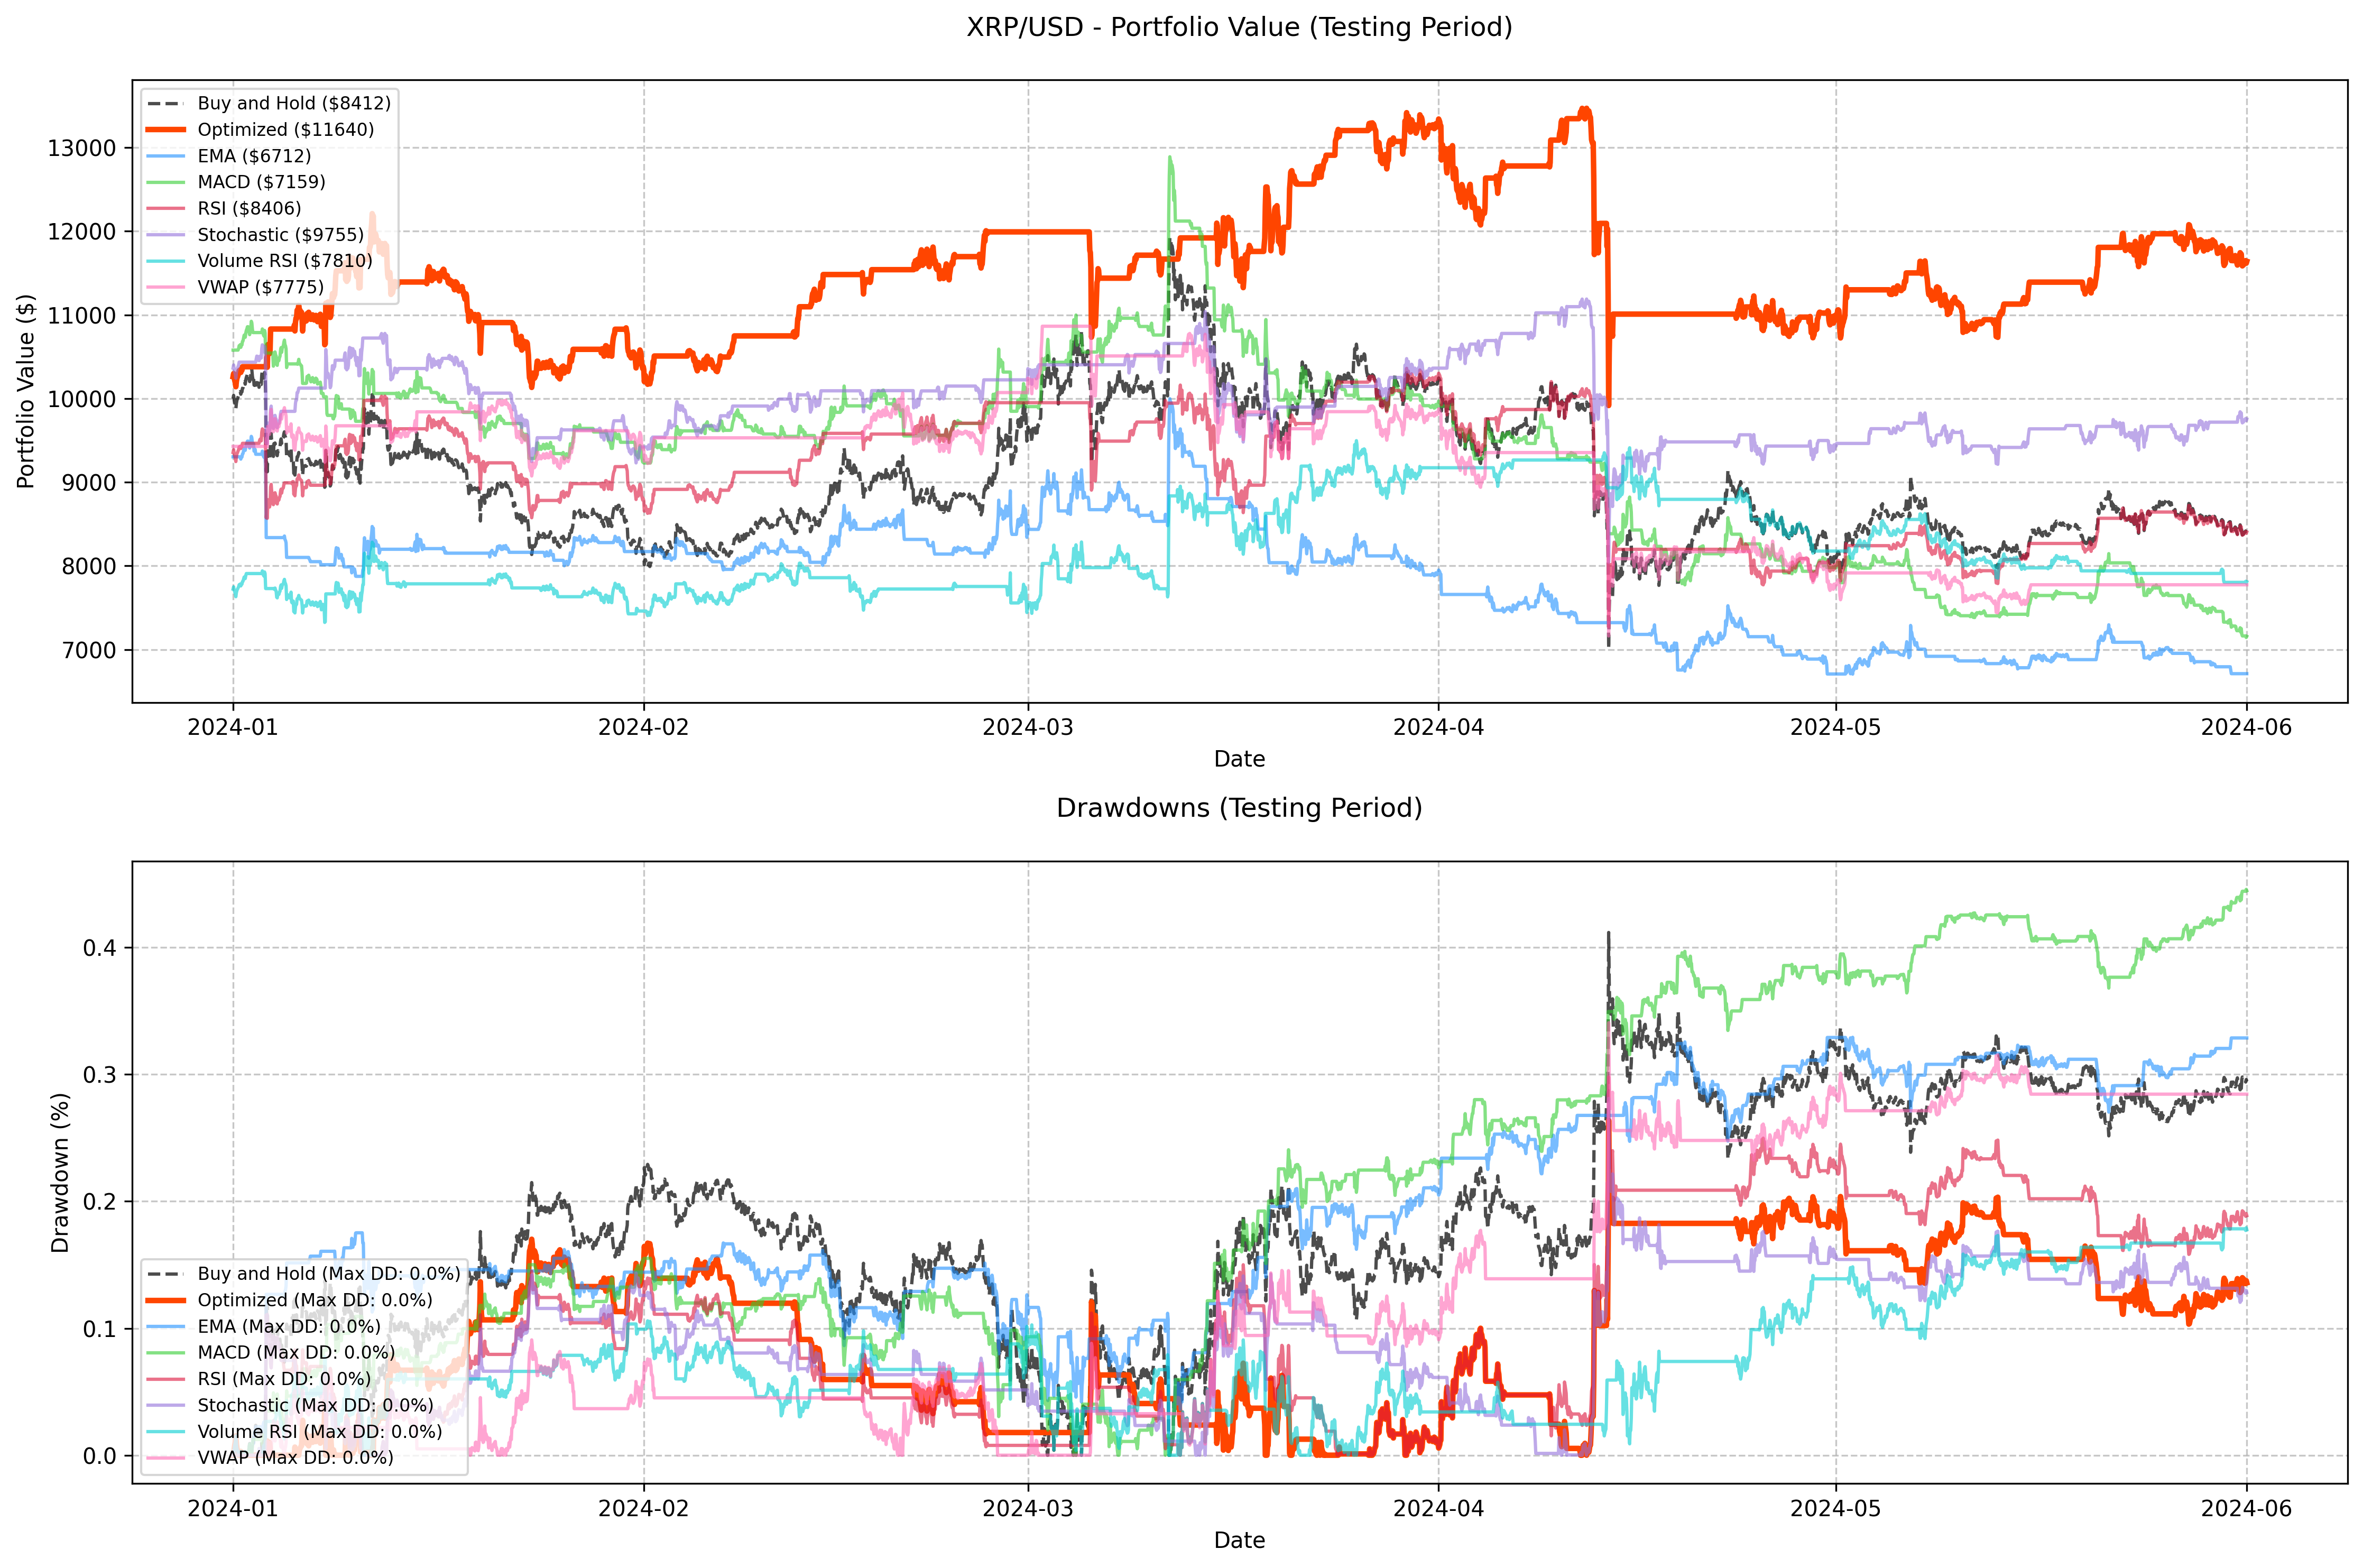 XRP/USD - Portfolio Value (Testing Period)
Buy and Hold ($8412)
Optimized ($11640)
EMA ($6712)
MACD ($7159)
RSI ($8406)
Stochastic ($9755)
Volume RSI ($7810)
VWAP ($7775)
Portfolio Value ($)
13000
12000
11000
10000
9000
8000
7000
2024-01
2024-02
2024-03
2024-04
2024-05
2024-06
Date
Drawdowns (Testing Period)
Drawdown (%)
0.4
0.3
0.2
0.1
0.0
Buy and Hold (Max DD: 0.0%)
Optimized (Max DD: 0.0%)
EMA (Max DD: 0.0%)
MACD (Max DD: 0.0%)
RSI (Max DD: 0.0%)
Stochastic (Max DD: 0.0%)
Volume RSI (Max DD: 0.0%)
VWAP (Max DD: 0.0%)
2024-01
2024-02
2024-03
2024-04
2024-05
2024-06
Date